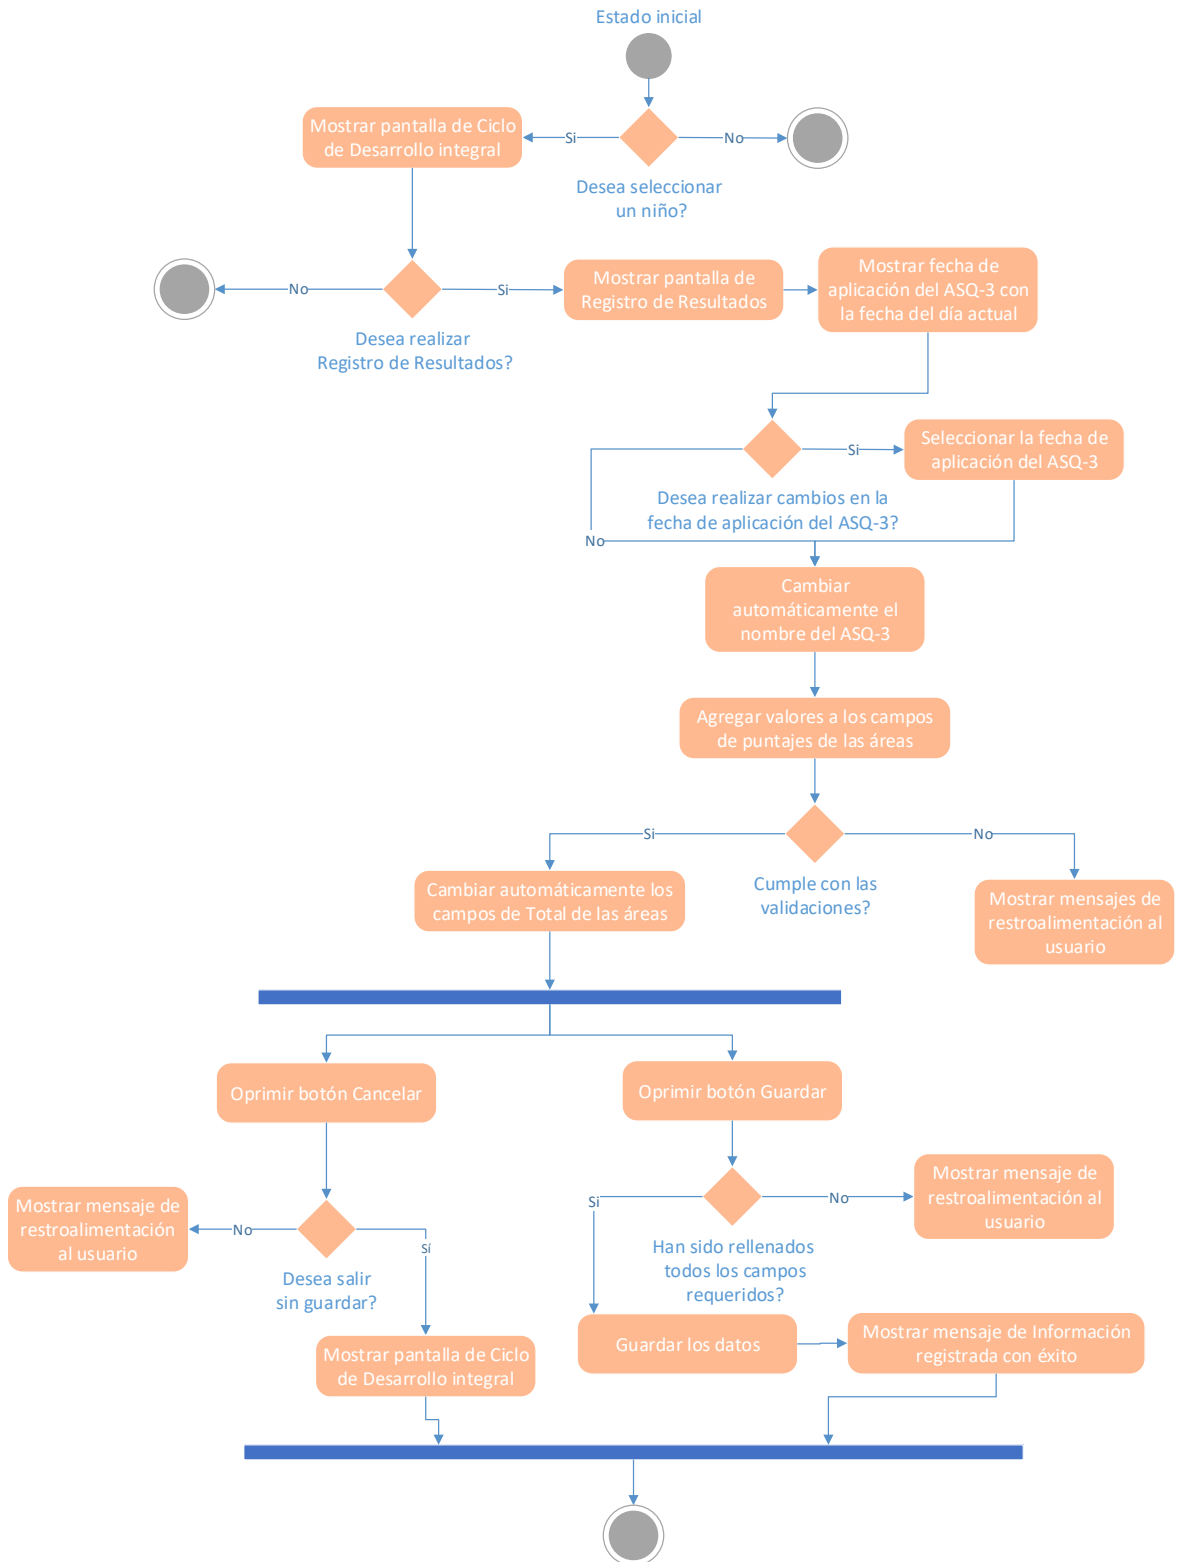 Estado inicial
Mostrar pantalla de Ciclo
de Desarrollo integral
Si
No
Desea seleccionar
un niño?
No
Si
Mostrar pantalla de
Registro de Resultados
Mostrar fecha de
aplicación del ASQ-3 con
la fecha del día actual
Desea realizar
Registro de Resultados?
Si
Seleccionar la fecha de
aplicación del ASQ-3
Desea realizar cambios en la
fecha de aplicación del ASQ-3?
No
Cambiar
automáticamente el
nombre del ASQ-3
Agregar valores a los campos
de puntajes de las áreas
Si
No
Cumple con las
validaciones?
Cambiar automáticamente los
campos de Total de las áreas
Mostrar mensajes de
restroalimentación al
usuario
Oprimir botón Cancelar
Oprimir botón Guardar
Mostrar mensaje de
restroalimentación
al usuario
No
Sí
Desea salir
sin guardar?
Si
No
Mostrar mensaje de
restroalimentación al
usuario
Han sido rellenados
todos los campos
requeridos?
Mostrar pantalla de Ciclo
de Desarrollo integral
Guardar los datos
Mostrar mensaje de Información
registrada con éxito